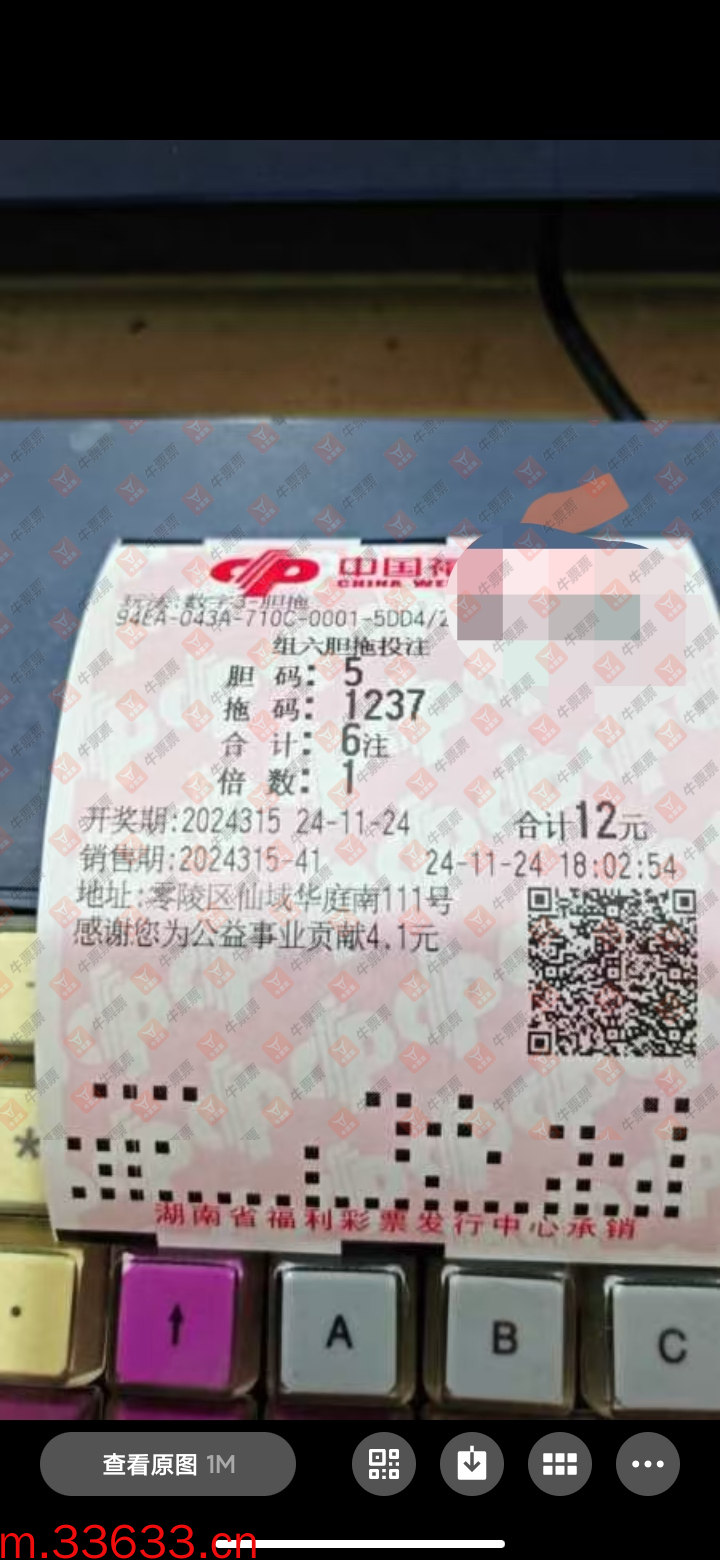 中国福
CHINA WE
玩法:数字3-胆拖
94EA-043A-710C-0001-5DD4/2
组六胆拖投注
胆 码: 5
拖 码: 1237
合 计: 6注
倍 数: 1
开奖期:2024315 24-11-24 合计12元
销售期:2024315-41 24-11-24 18:02:54
地址:零陵区仙域华庭南111号
感谢您为公益事业贡献4.1元
湖南省福利彩票发行中心承销
*
·
↑
A
B
C
牛票票
查看原图 1M
m.33633.cn